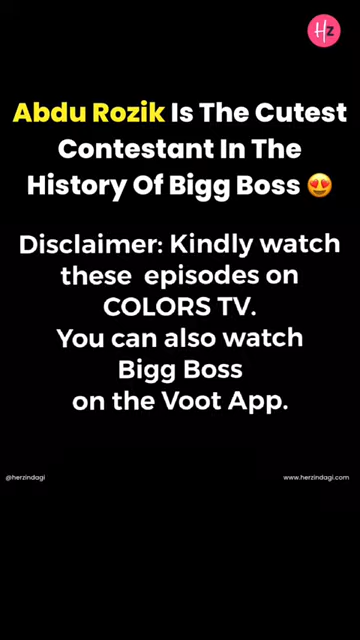 Hz
Abdu Rozik Is The Cutest
Contestant In The
History Of Bigg Boss 😍
Disclaimer: Kindly watch
these episodes on
COLORS TV.
You can also watch
Bigg Boss
on the Voot App.
@herzindagi
www.herzindagi.com